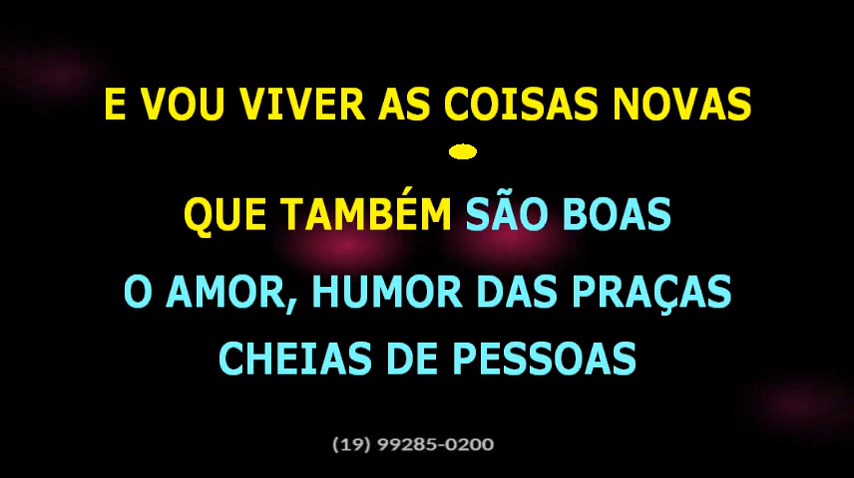 E VOU VIVER AS COISAS NOVAS
QUE TAMBÉM SÃO BOAS
O AMOR, HUMOR DAS PRAÇAS
CHEIAS DE PESSOAS
(19) 99285-0200